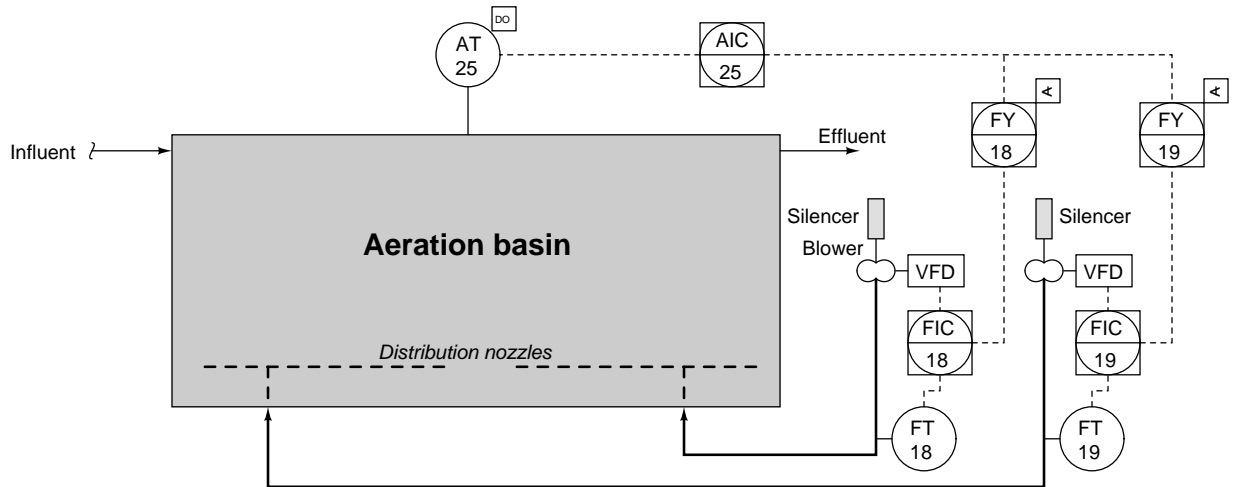 DO
AT
25
AIC
25
FY
18
FY
19
Influent
Effluent
Silencer
Silencer
Blower
Aeration basin
VFD
VFD
FIC
18
FIC
19
Distribution nozzles
FT
18
FT
19